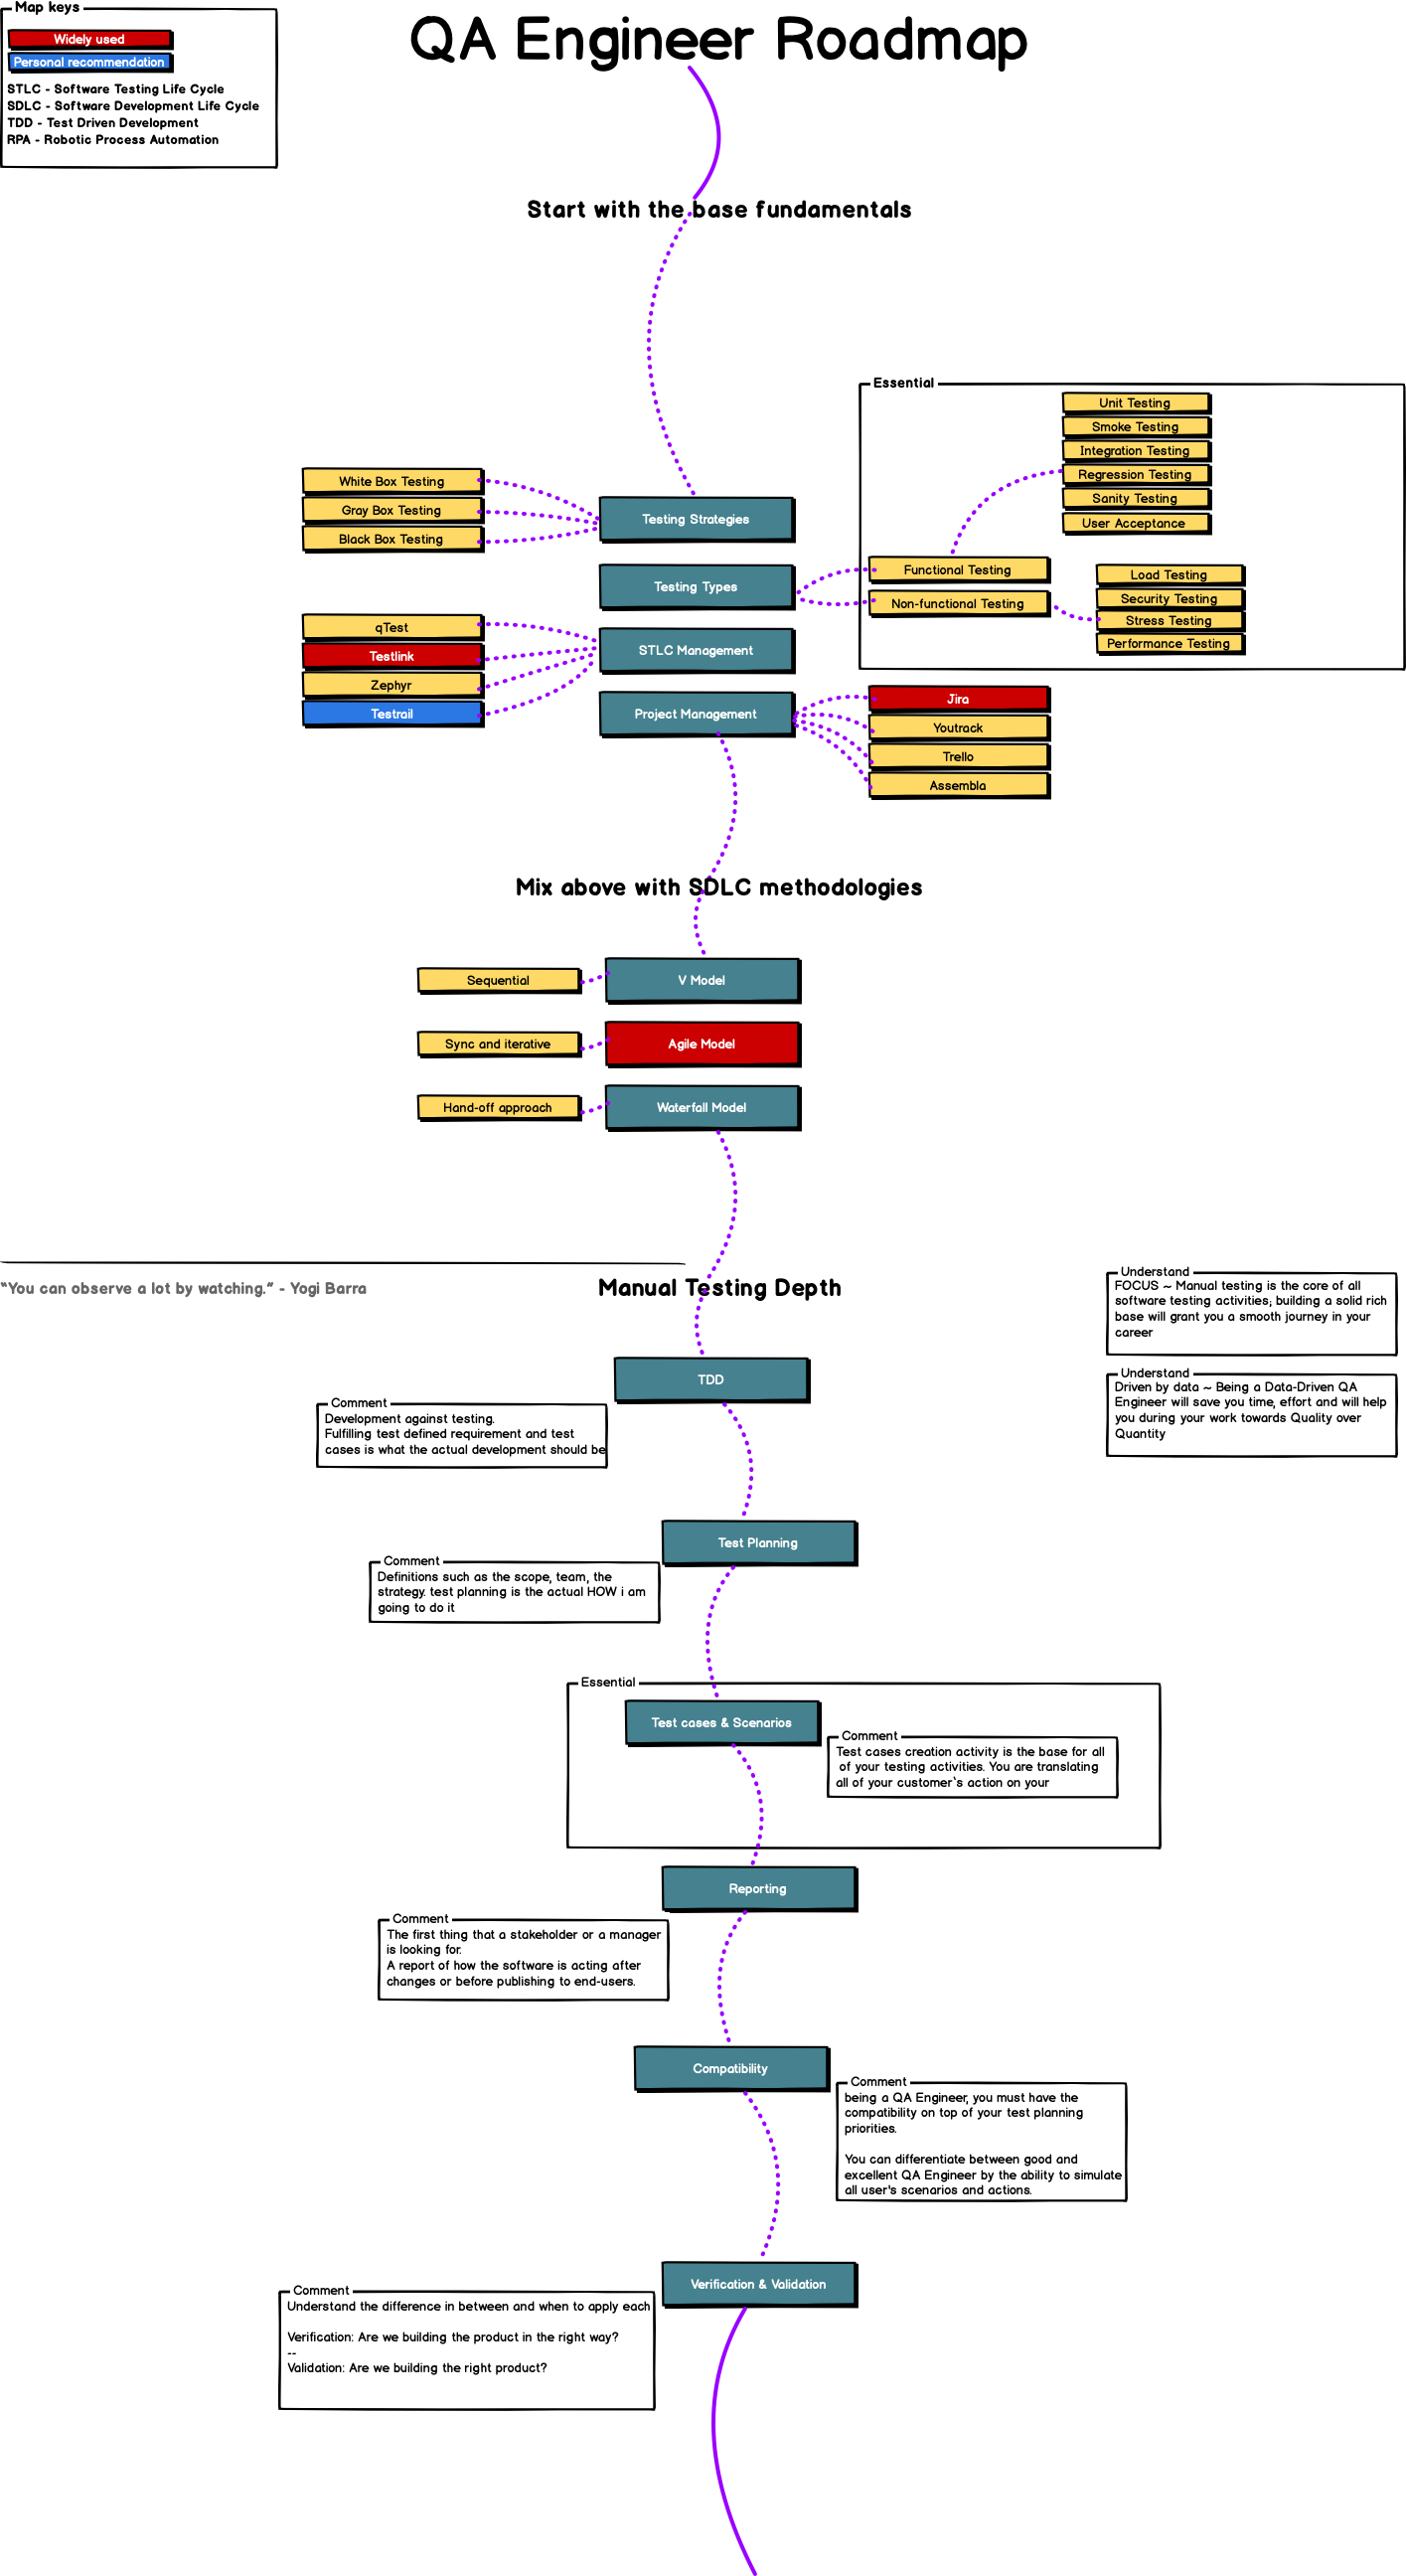 Map keys
Widely used
Personal recommendation
STLC - Software Testing Life Cycle
SDLC - Software Development Life Cycle
TDD - Test Driven Development
RPA - Robotic Process Automation
QA Engineer Roadmap
Start with the base fundamentals
Essential
Unit Testing
Smoke Testing
Integration Testing
Regression Testing
Sanity Testing
User Acceptance
White Box Testing
Gray Box Testing
Black Box Testing
Testing Strategies
Testing Types
Functional Testing
Non-functional Testing
Load Testing
Security Testing
Stress Testing
Performance Testing
qTest
Testlink
Zephyr
Testrail
STLC Management
Project Management
Jira
Youtrack
Trello
Assembla
Mix above with SDLC methodologies
Sequential
V Model
Sync and iterative
Agile Model
Hand-off approach
Waterfall Model
"You can observe a lot by watching." - Yogi Barra
Manual Testing Depth
Understand
FOCUS ~ Manual testing is the core of all
software testing activities; building a solid rich
base will grant you a smooth journey in your
career
Understand
Driven by data ~ Being a Data-Driven QA
Engineer will save you time, effort and will help
you during your work towards Quality over
Quantity
TDD
Comment
Development against testing.
Fulfilling test defined requirement and test
cases is what the actual development should be
Test Planning
Comment
Definitions such as the scope, team, the
strategy. test planning is the actual HOW i am
going to do it
Essential
Test cases & Scenarios
Comment
Test cases creation activity is the base for all
of your testing activities. You are translating
all of your customer`s action on your
Reporting
Comment
The first thing that a stakeholder or a manager
is looking for.
A report of how the software is acting after
changes or before publishing to end-users.
Compatibility
Comment
being a QA Engineer, you must have the
compatibility on top of your test planning
priorities.
You can differentiate between good and
excellent QA Engineer by the ability to simulate
all user's scenarios and actions.
Verification & Validation
Comment
Understand the difference in between and when to apply each
Verification: Are we building the product in the right way?
--
Validation: Are we building the right product?